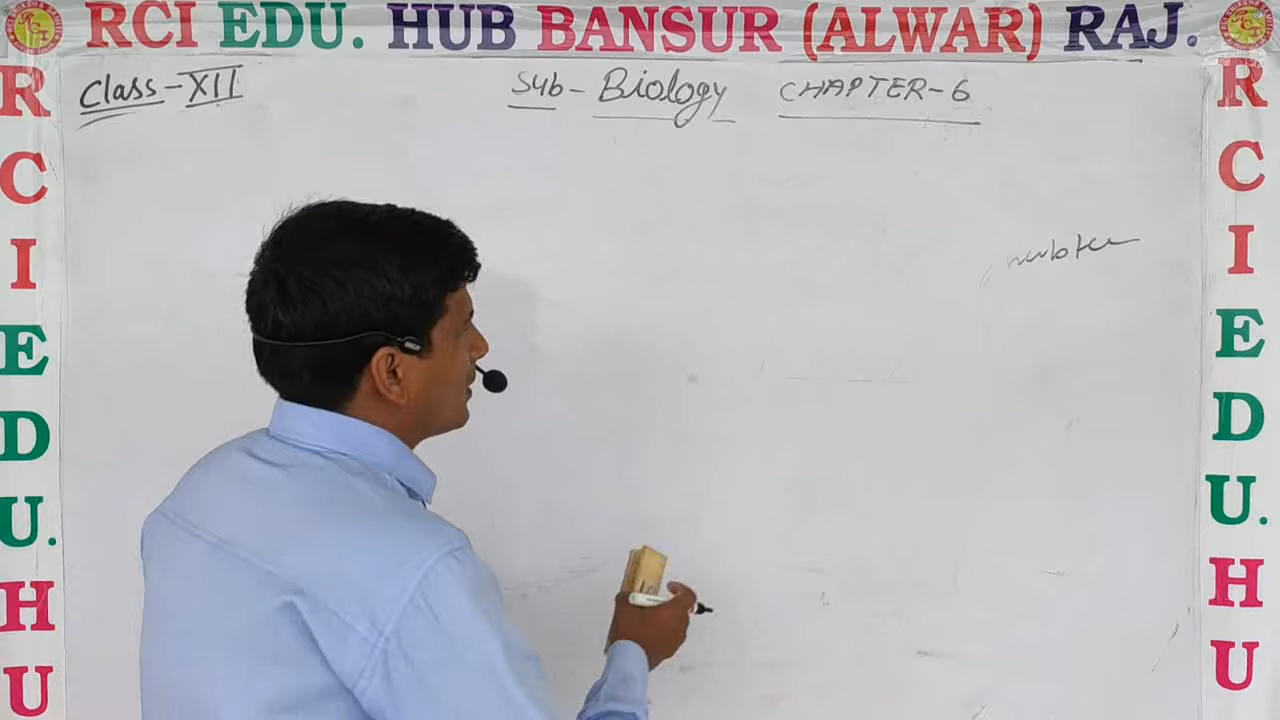 RCI EDU. HUB BANSUR (ALWAR) RAJ.
Class-XII Sub-Biology CHAPTER-6
R
C
I
E
D
U.
H
U
R
C
I
E
D
U.
H
U